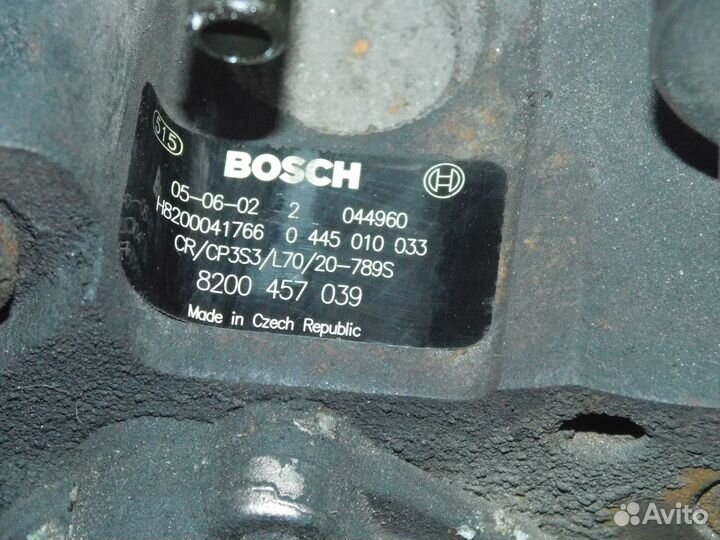 515
BOSCH
05-06-02 2 044960
H8200041766 0 445 010 033
CR/CP3S3/L70/20-789S
8200 457 039
Made in Czech Republic
Avito